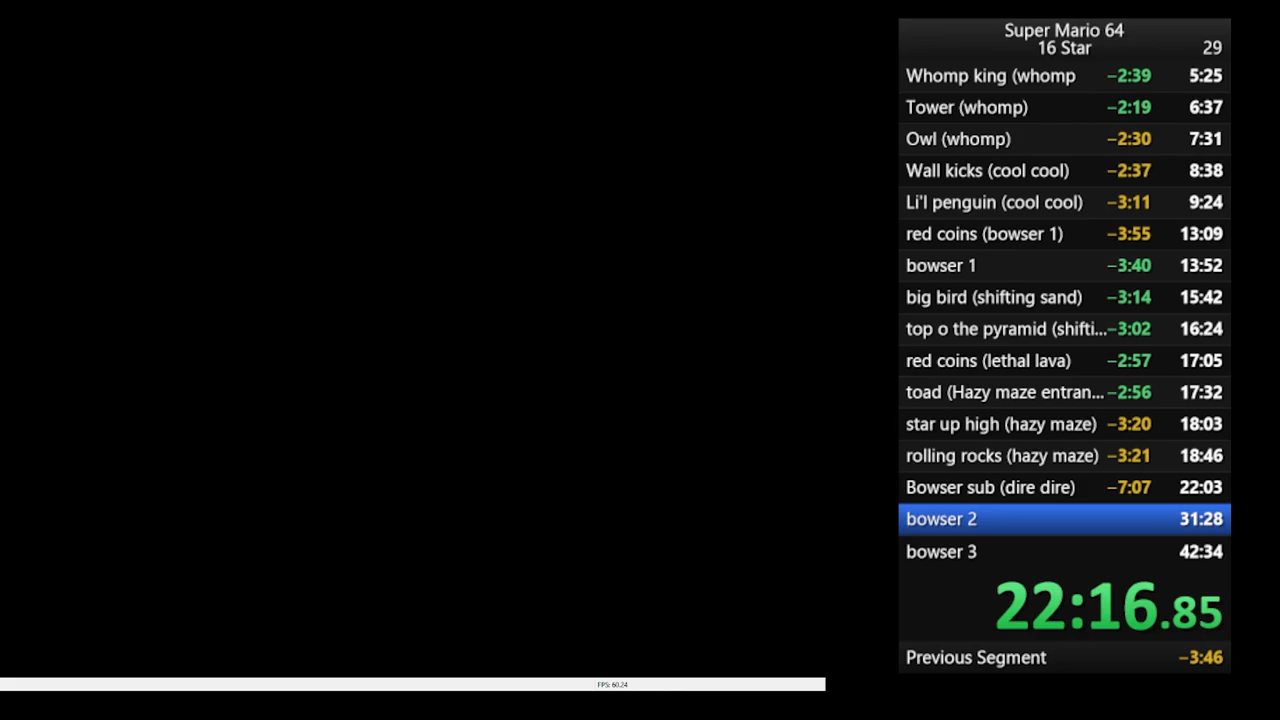 Super Mario 64
16 Star 29
Whomp king (whomp −2:39 5:25
Tower (whomp) −2:19 6:37
Owl (whomp) −2:30 7:31
Wall kicks (cool cool) −2:37 8:38
Li'l penguin (cool cool) −3:11 9:24
red coins (bowser 1) −3:55 13:09
bowser 1 −3:40 13:52
big bird (shifting sand) −3:14 15:42
top o the pyramid (shifti... −3:02 16:24
red coins (lethal lava) −2:57 17:05
toad (Hazy maze entran... −2:56 17:32
star up high (hazy maze) −3:20 18:03
rolling rocks (hazy maze) −3:21 18:46
Bowser sub (dire dire) −7:07 22:03
bowser 2 31:28
bowser 3 42:34
22:16.85
Previous Segment −3:46
FPS: 60.24